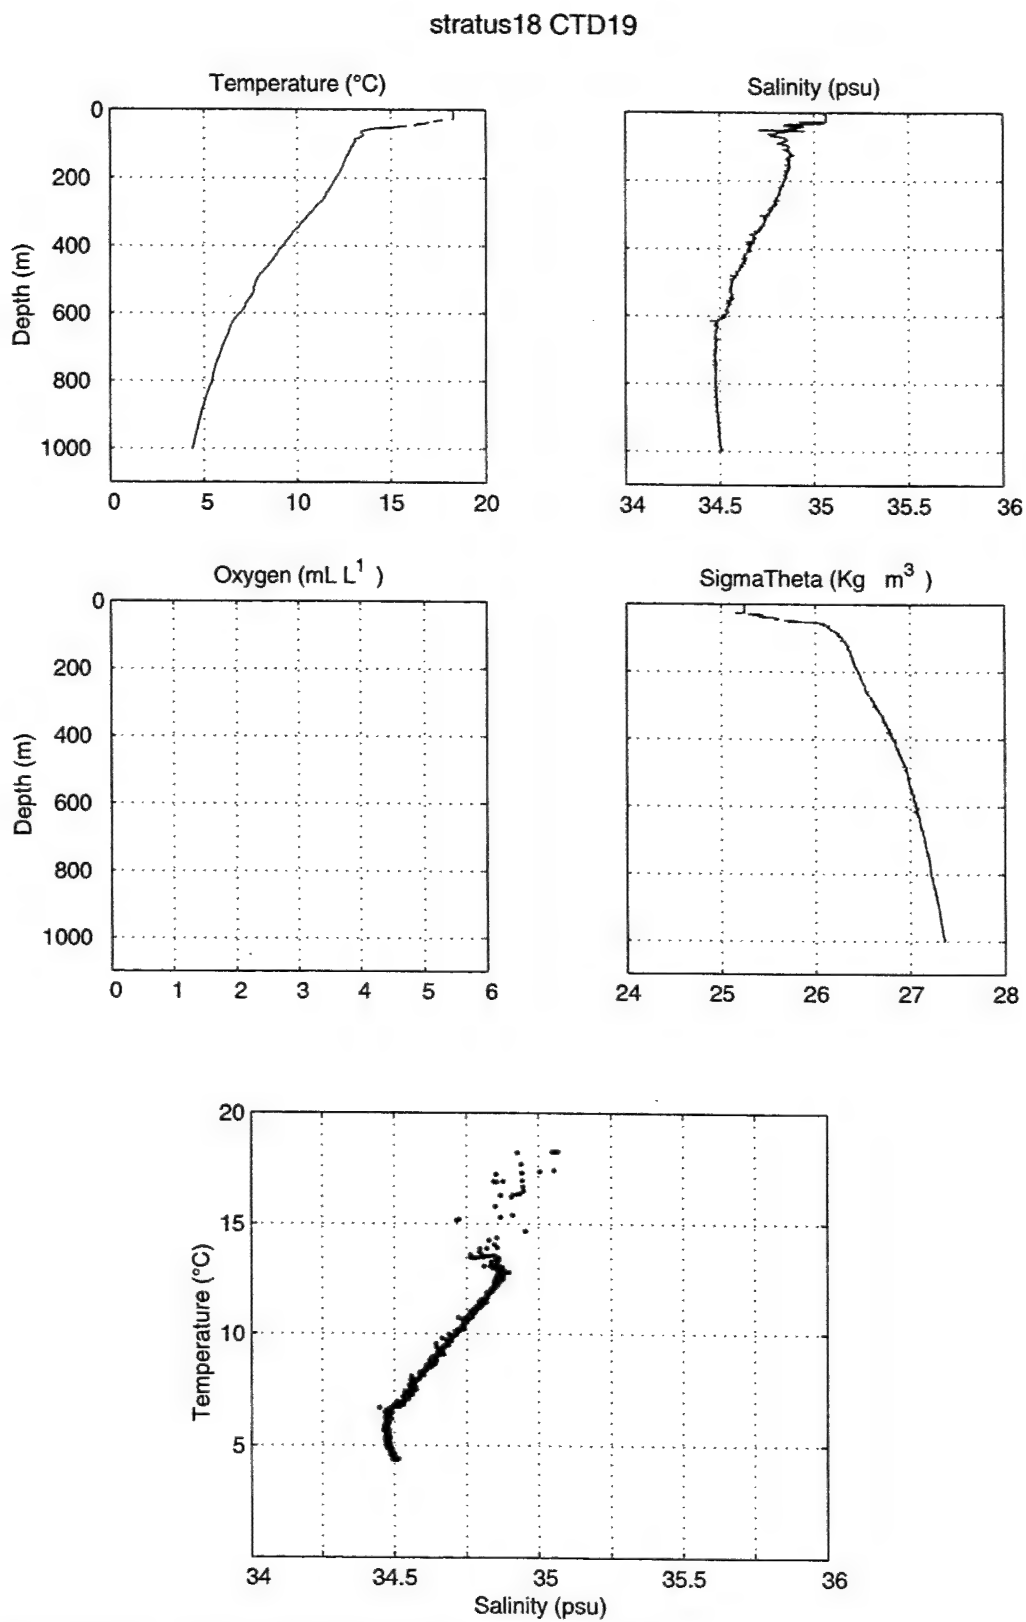 stratus18 CTD19
Temperature (°C)
Salinity (psu)
0
200
400
600
800
1000
Depth (m)
0 5 10 15 20
34 34.5 35 35.5 36
Oxygen (mL L¹ )
SigmaTheta (Kg m³ )
0
200
400
600
800
1000
Depth (m)
0 1 2 3 4 5 6
24 25 26 27 28
20
15
10
5
Temperature (°C)
34 34.5 35 35.5 36
Salinity (psu)